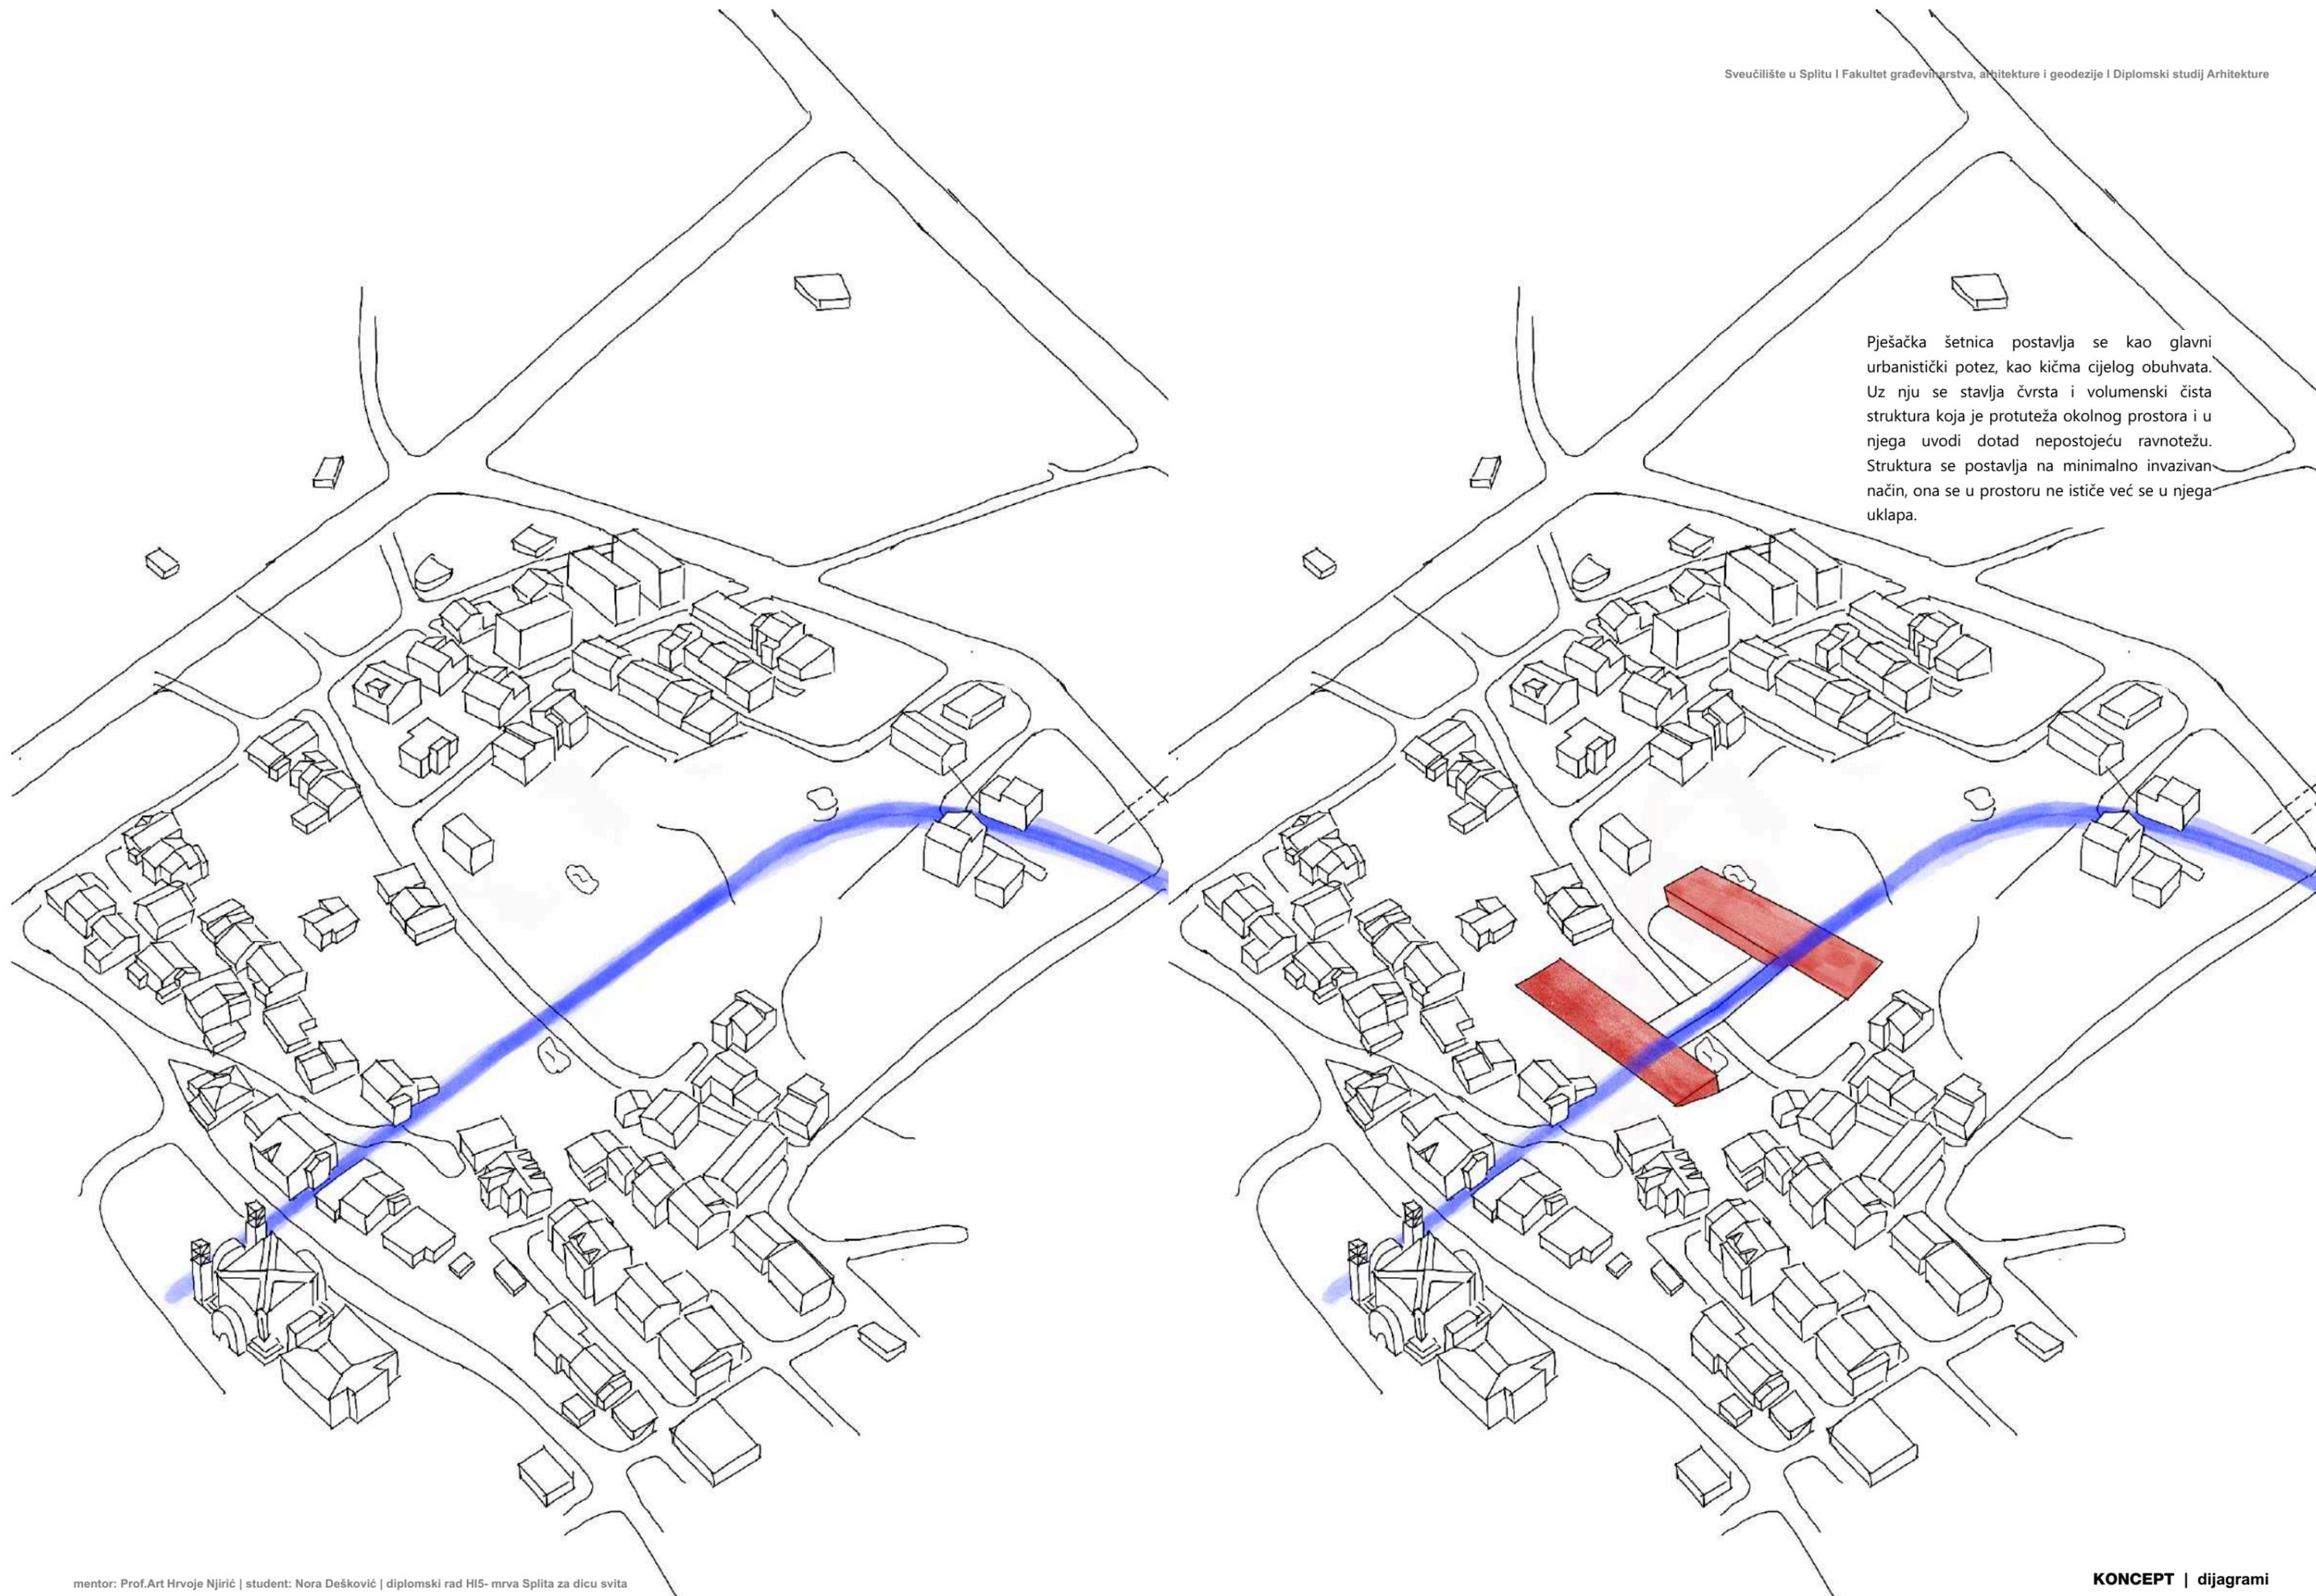 Sveučilište u Splitu I Fakultet građevinarstva, arhitekture i geodezije I Diplomski studij Arhitekture
Pješačka šetnica postavlja se kao glavni
urbanistički potez, kao kičma cijelog obuhvata.
Uz nju se stavlja čvrsta i volumenski čista
struktura koja je protuteža okolnog prostora i u
njega uvodi dotad nepostojeću ravnotežu.
Struktura se postavlja na minimalno invazivan
način, ona se u prostoru ne ističe već se u njega
uklapa.
mentor: Prof.Art Hrvoje Njirić | student: Nora Dešković | diplomski rad HI5- mrva Splita za dicu svita
KONCEPT | dijagrami